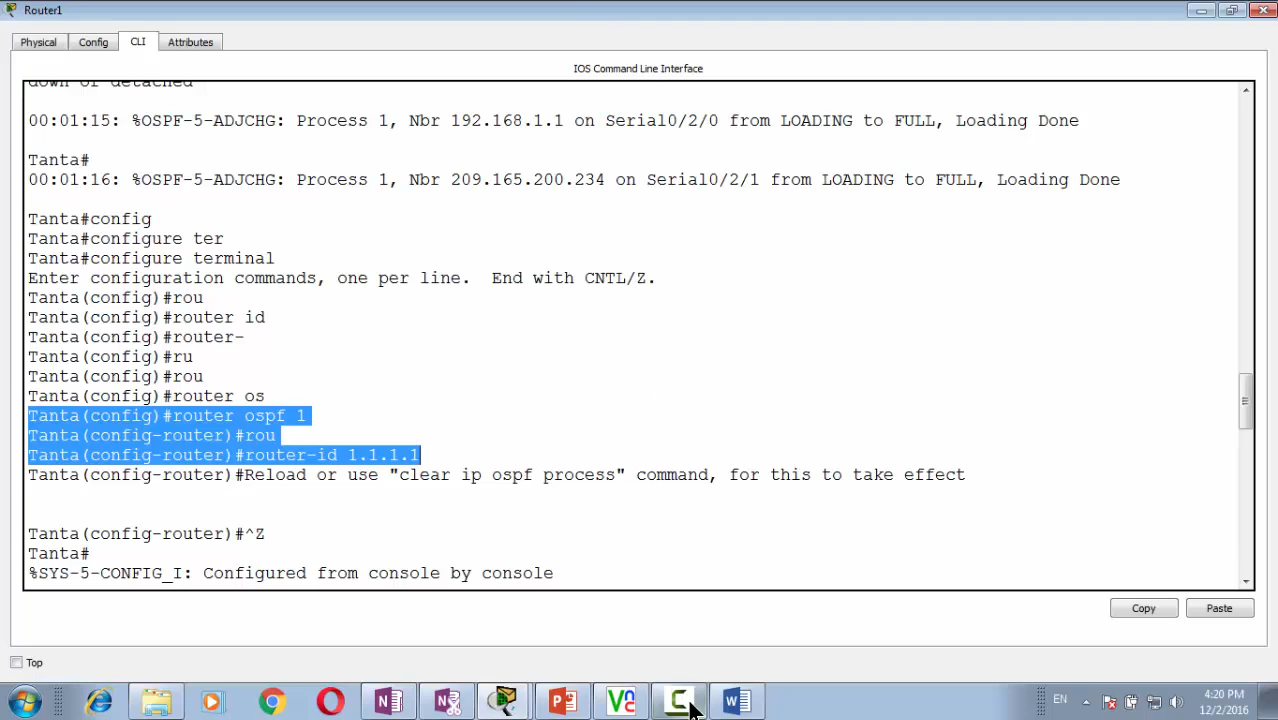 Router1
Physical Config CLI Attributes
IOS Command Line Interface
down or detached
00:01:15: %OSPF-5-ADJCHG: Process 1, Nbr 192.168.1.1 on Serial0/2/0 from LOADING to FULL, Loading Done
Tanta#
00:01:16: %OSPF-5-ADJCHG: Process 1, Nbr 209.165.200.234 on Serial0/2/1 from LOADING to FULL, Loading Done
Tanta#config
Tanta#configure ter
Tanta#configure terminal
Enter configuration commands, one per line.  End with CNTL/Z.
Tanta(config)#rou
Tanta(config)#router id
Tanta(config)#router-
Tanta(config)#ru
Tanta(config)#rou
Tanta(config)#router os
Tanta(config)#router ospf 1
Tanta(config-router)#rou
Tanta(config-router)#router-id 1.1.1.1
Tanta(config-router)#Reload or use "clear ip ospf process" command, for this to take effect
Tanta(config-router)#^Z
Tanta#
%SYS-5-CONFIG_I: Configured from console by console
Copy Paste
Top
EN 4:20 PM
12/2/2016